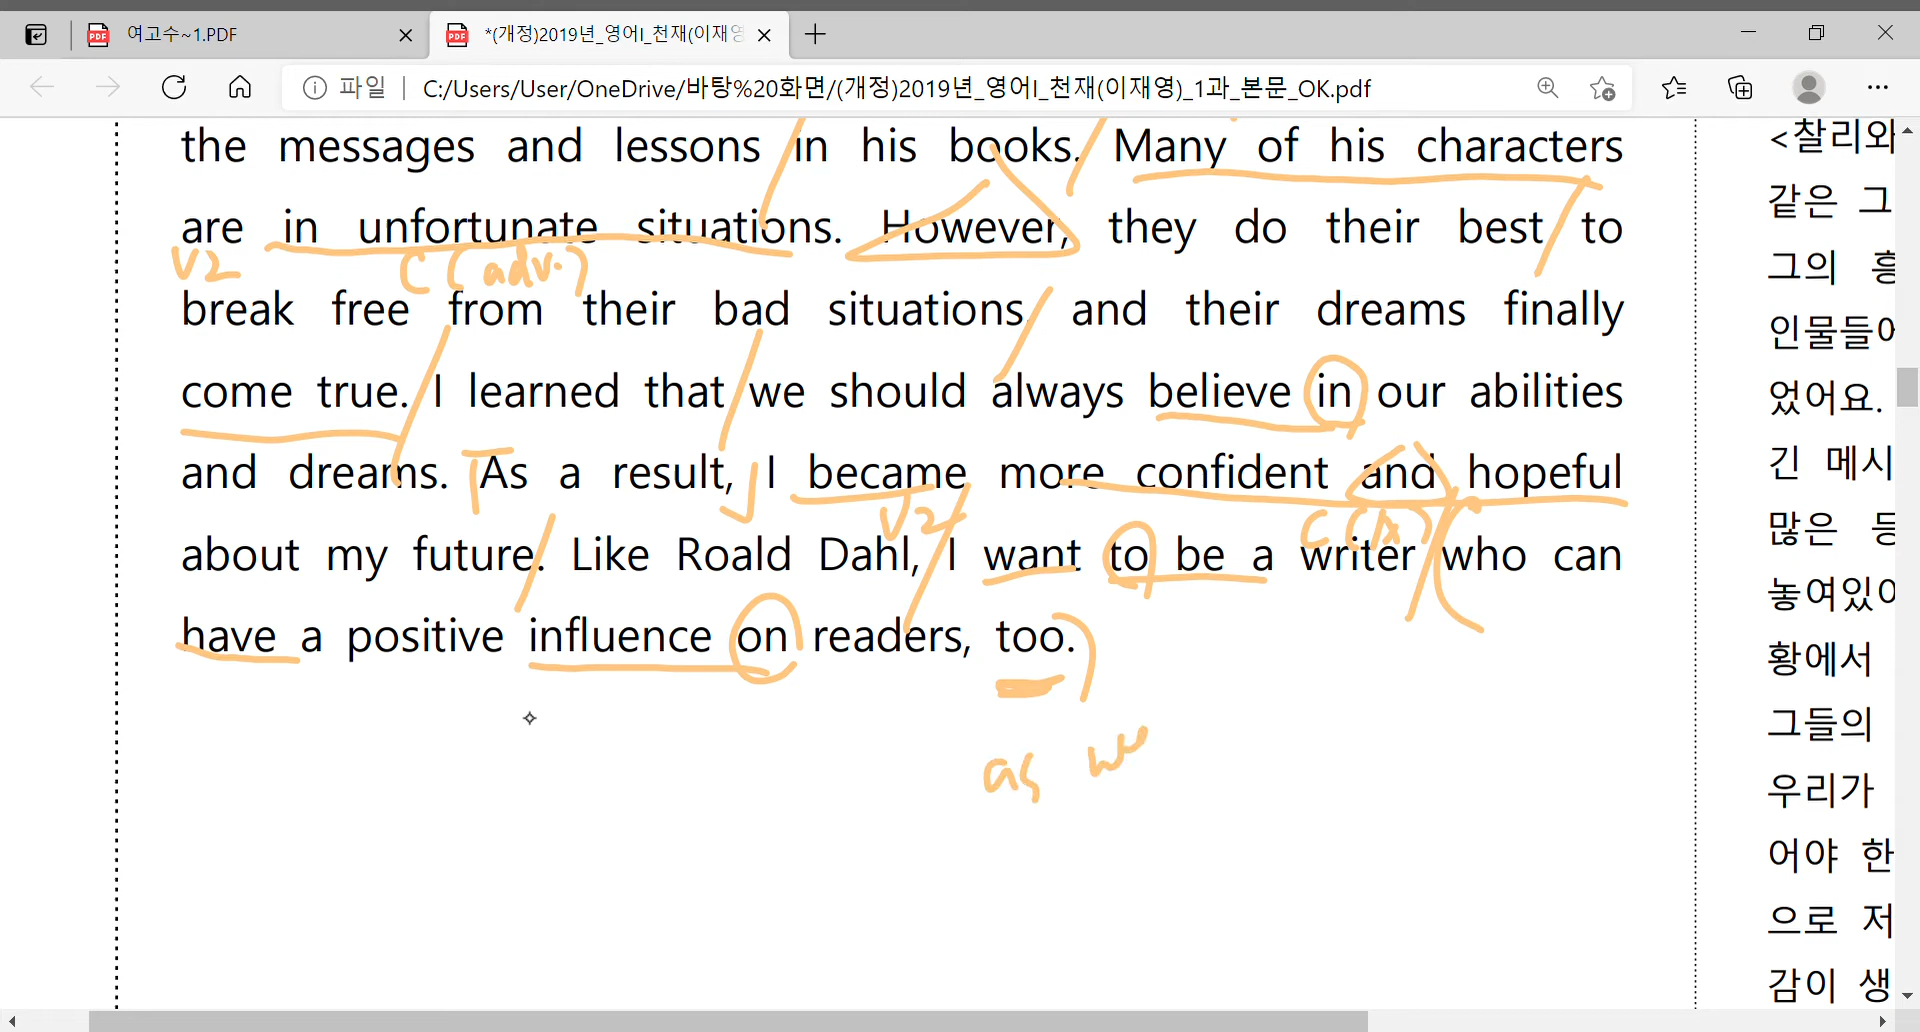 여고수~1.PDF
*(개정)2019년_영어I_천재(이재영
파일
C:/Users/User/OneDrive/바탕%20화면/(개정)2019년_영어I_천재(이재영)_1과_본문_OK.pdf
the messages and lessons in his books. Many of his characters
are in unfortunate situations. However, they do their best to
V2 C (adv.)
break free from their bad situations, and their dreams finally
come true. I learned that we should always believe in our abilities
and dreams. As a result, I became more confident and hopeful
V2 C
about my future. Like Roald Dahl, I want to be a writer who can
have a positive influence on readers, too.
as
<찰리와
같은 그
그의 흥
인물들에
었어요.
긴 메시
많은 등
놓여있어
황에서
그들의
우리가
어야 한
으로 저
감이 생